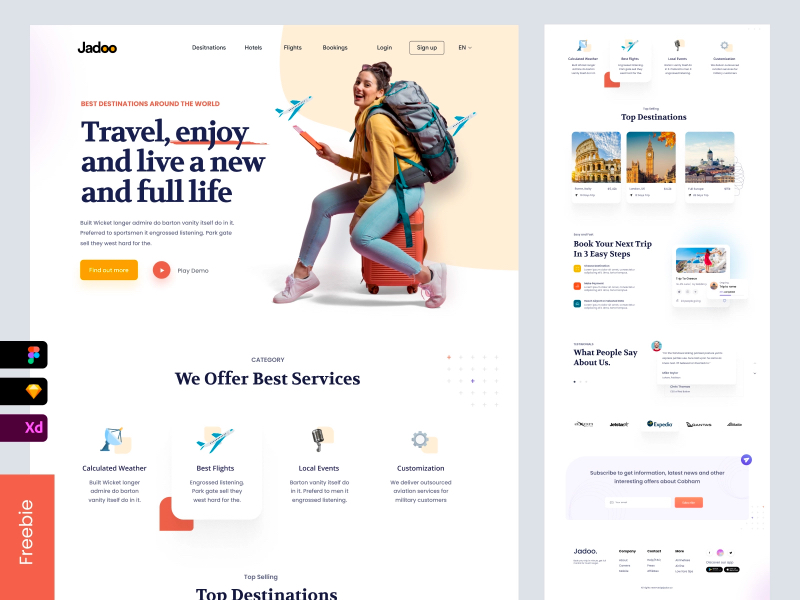 Jadoo
Desitnations
Hotels
Flights
Bookings
Login
Sign up
EN
BEST DESTINATIONS AROUND THE WORLD
Travel, enjoy
and live a new
and full life
Built Wicket longer admire do barton vanity itself do in it.
Preferred to sportsmen it engrossed listening. Park gate
sell they west hard for the.
Find out more
Play Demo
CATEGORY
We Offer Best Services
Calculated Weather
Built Wicket longer
admire do barton
vanity itself do in it.
Best Flights
Engrossed listening.
Park gate sell they
west hard for the.
Local Events
Barton vanity itself do
in it. Preferd to men it
engrossed listening.
Customization
We deliver outsourced
aviation services for
military customers
Top Selling
Top Destinations
Xd
Freebie
Calculated Weather
Best Flights
Local Events
Customization
Top Selling
Top Destinations
Book Your Next Trip
In 3 Easy Steps
Trip To Greece
What People Say
About Us.
Jetstar
Expedia
QANTAS
Alitalia
Subscribe to get information, latest news and other
interesting offers about Cobham
Jadoo.
Company
Contact
More
Discover our app